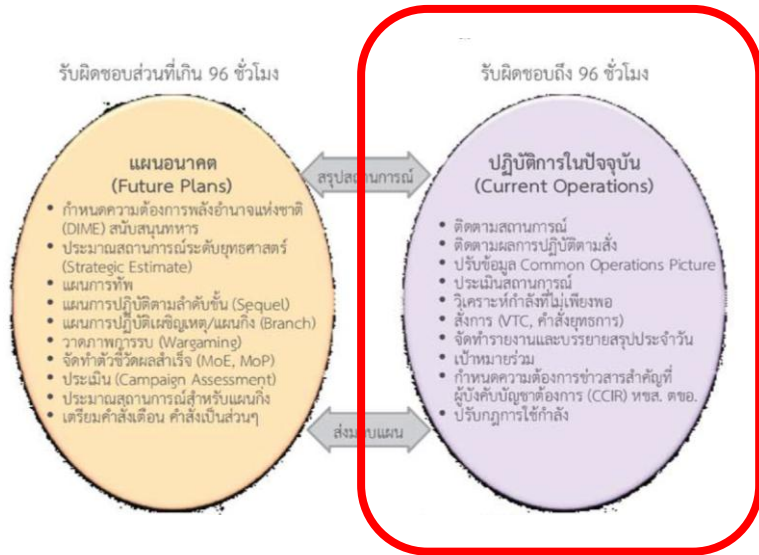 รับผิดชอบส่วนที่เกิน 96 ชั่วโมง
แผนอนาคต
(Future Plans)
• กำหนดความต้องการพลังอำนาจแห่งชาติ
(DIME) สนับสนุนทหาร
• ประมาณสถานการณ์ระดับยุทธศาสตร์
(Strategic Estimate)
• แผนการทัพ
• แผนการปฏิบัติตามลำดับขั้น (Sequel)
• แผนการปฏิบัติเผชิญเหตุ/แผนกิ่ง (Branch)
• วาดภาพการรบ (Wargaming)
• จัดทำตัวชี้วัดผลสำเร็จ (MoE, MoP)
• ประเมิน (Campaign Assessment)
• ประมาณสถานการณ์สำหรับแผนกิ่ง
• เตรียมคำสั่งเตือน คำสั่งเป็นส่วนๆ
สรุปสถานการณ์
ส่งมอบแผน
รับผิดชอบถึง 96 ชั่วโมง
ปฏิบัติการในปัจจุบัน
(Current Operations)
• ติดตามสถานการณ์
• ติดตามผลการปฏิบัติตามสั่ง
• ปรับข้อมูล Common Operations Picture
• ประเมินสถานการณ์
• วิเคราะห์กำลังที่ไม่เพียงพอ
• สั่งการ (VTC, คำสั่งยุทธการ)
• จัดทำรายงานและบรรยายสรุปประจำวัน
• เป้าหมายร่วม
• กำหนดความต้องการข่าวสารสำคัญที่
ผู้บังคับบัญชาต้องการ (CCIR) หขส. ตขอ.
• ปรับกฎการใช้กำลัง